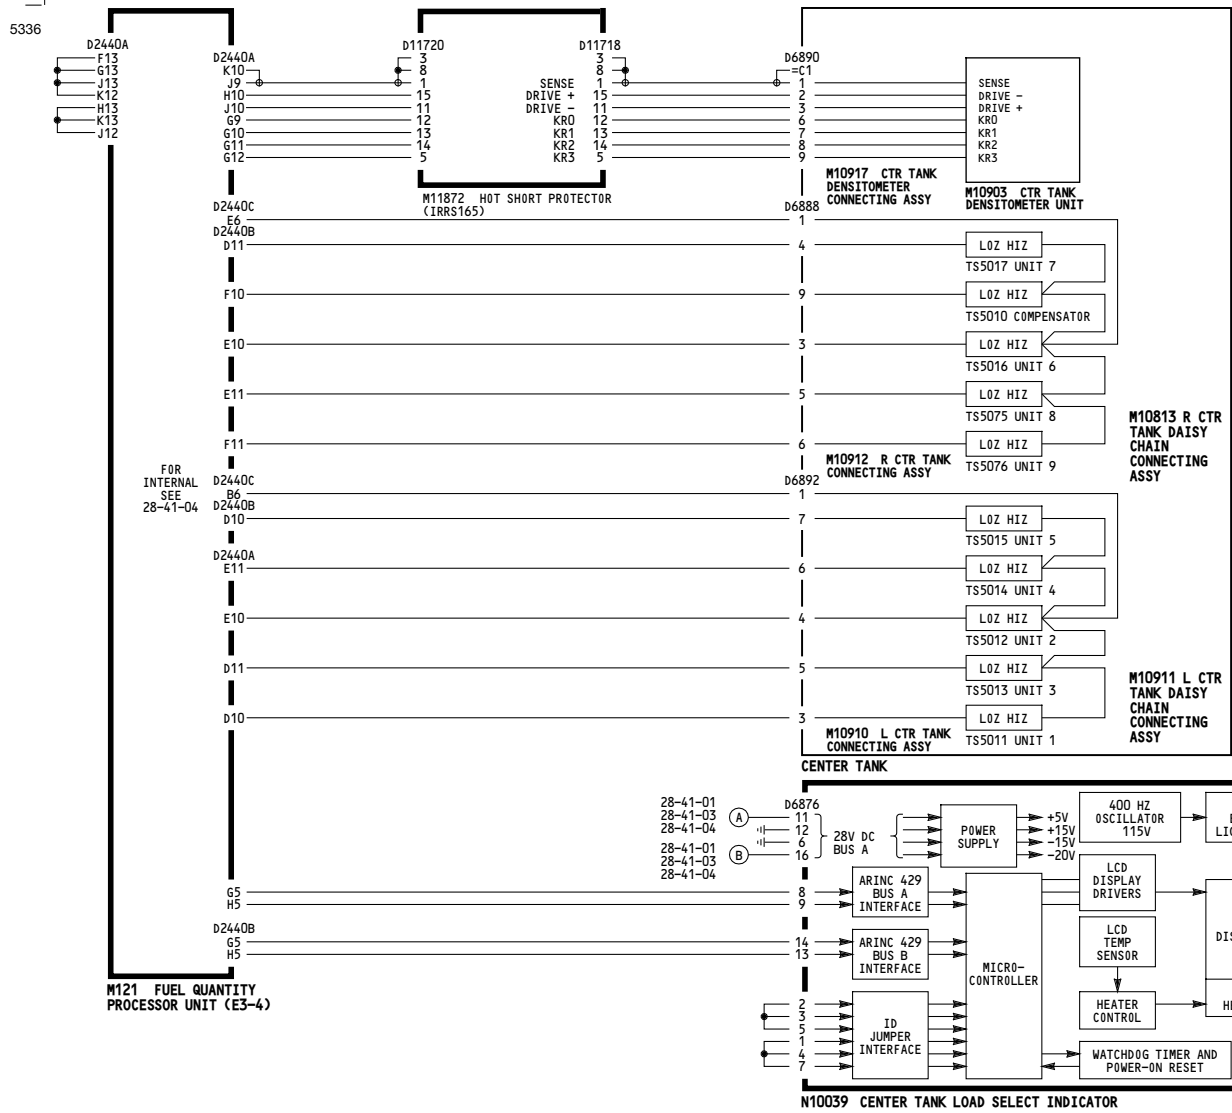 5336
D2440A
F13
G13
J13
K12
H13
K13
J12
D2440A
K10
J9
H10
J10
G9
G10
G11
G12
D11720
3
8
1
15
11
12
13
14
5
D11718
3
8
SENSE 1
DRIVE + 15
DRIVE - 11
KR0 12
KR1 13
KR2 14
KR3 5
M11872 HOT SHORT PROTECTOR
(IRRS165)
D6890
=C1
1
2
3
6
7
8
9
SENSE
DRIVE -
DRIVE +
KR0
KR1
KR2
KR3
M10917 CTR TANK
DENSITOMETER
CONNECTING ASSY
M10903 CTR TANK
DENSITOMETER UNIT
D2440C
E6
D2440B
D11
F10
E10
E11
F11
D6888
1
4
9
3
5
6
LOZ HIZ
TS5017 UNIT 7
LOZ HIZ
TS5010 COMPENSATOR
LOZ HIZ
TS5016 UNIT 6
LOZ HIZ
TS5075 UNIT 8
LOZ HIZ
TS5076 UNIT 9
M10912 R CTR TANK
CONNECTING ASSY
M10813 R CTR
TANK DAISY
CHAIN
CONNECTING
ASSY
FOR
INTERNAL
SEE
28-41-04
D2440C
B6
D2440B
D10
D2440A
E11
E10
D11
D10
D6892
1
7
6
4
5
3
LOZ HIZ
TS5015 UNIT 5
LOZ HIZ
TS5014 UNIT 4
LOZ HIZ
TS5012 UNIT 2
LOZ HIZ
TS5013 UNIT 3
LOZ HIZ
TS5011 UNIT 1
M10910 L CTR TANK
CONNECTING ASSY
M10911 L CTR
TANK DAISY
CHAIN
CONNECTING
ASSY
CENTER TANK
28-41-01
28-41-03
28-41-04
A
28-41-01
28-41-03
28-41-04
B
D6876
11
12
6
16
28V DC
BUS A
POWER
SUPPLY
+5V
+15V
-15V
-20V
400 HZ
OSCILLATOR
115V
G5
H5
D2440B
G5
H5
8
9
14
13
ARINC 429
BUS A
INTERFACE
ARINC 429
BUS B
INTERFACE
2
3
5
1
4
7
ID
JUMPER
INTERFACE
MICRO-
CONTROLLER
LCD
DISPLAY
DRIVERS
LCD
TEMP
SENSOR
HEATER
CONTROL
WATCHDOG TIMER AND
POWER-ON RESET
M121 FUEL QUANTITY
PROCESSOR UNIT (E3-4)
N10039 CENTER TANK LOAD SELECT INDICATOR